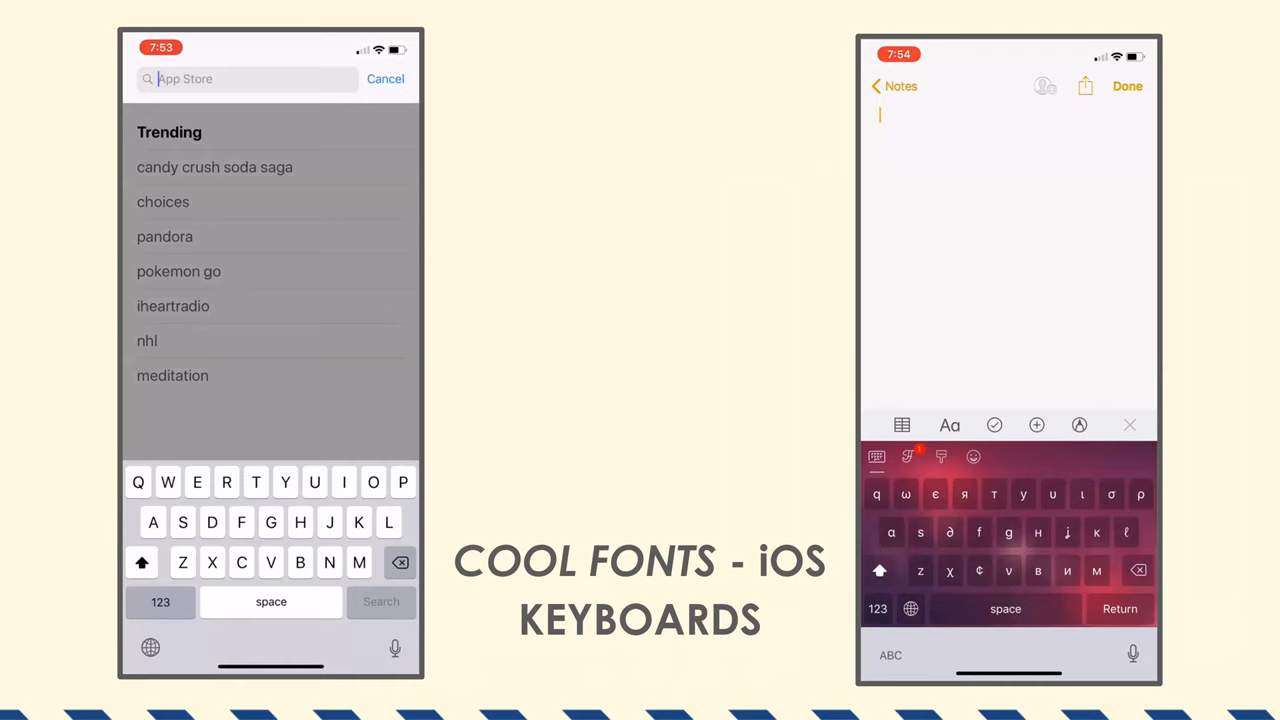 7:53
App Store
Cancel
Trending
candy crush soda saga
choices
pandora
pokemon go
iheartradio
nhl
meditation
Q W E R T Y U I O P
A S D F G H J K L
Z X C V B N M
123 space Search
COOL FONTS - iOS
KEYBOARDS
7:54
Notes
Done
Aa
1
q ω є я т у υ ι σ ρ
α ѕ ∂ f g н ʝ к ℓ
z χ ¢ ν в и м
123 space Return
ABC